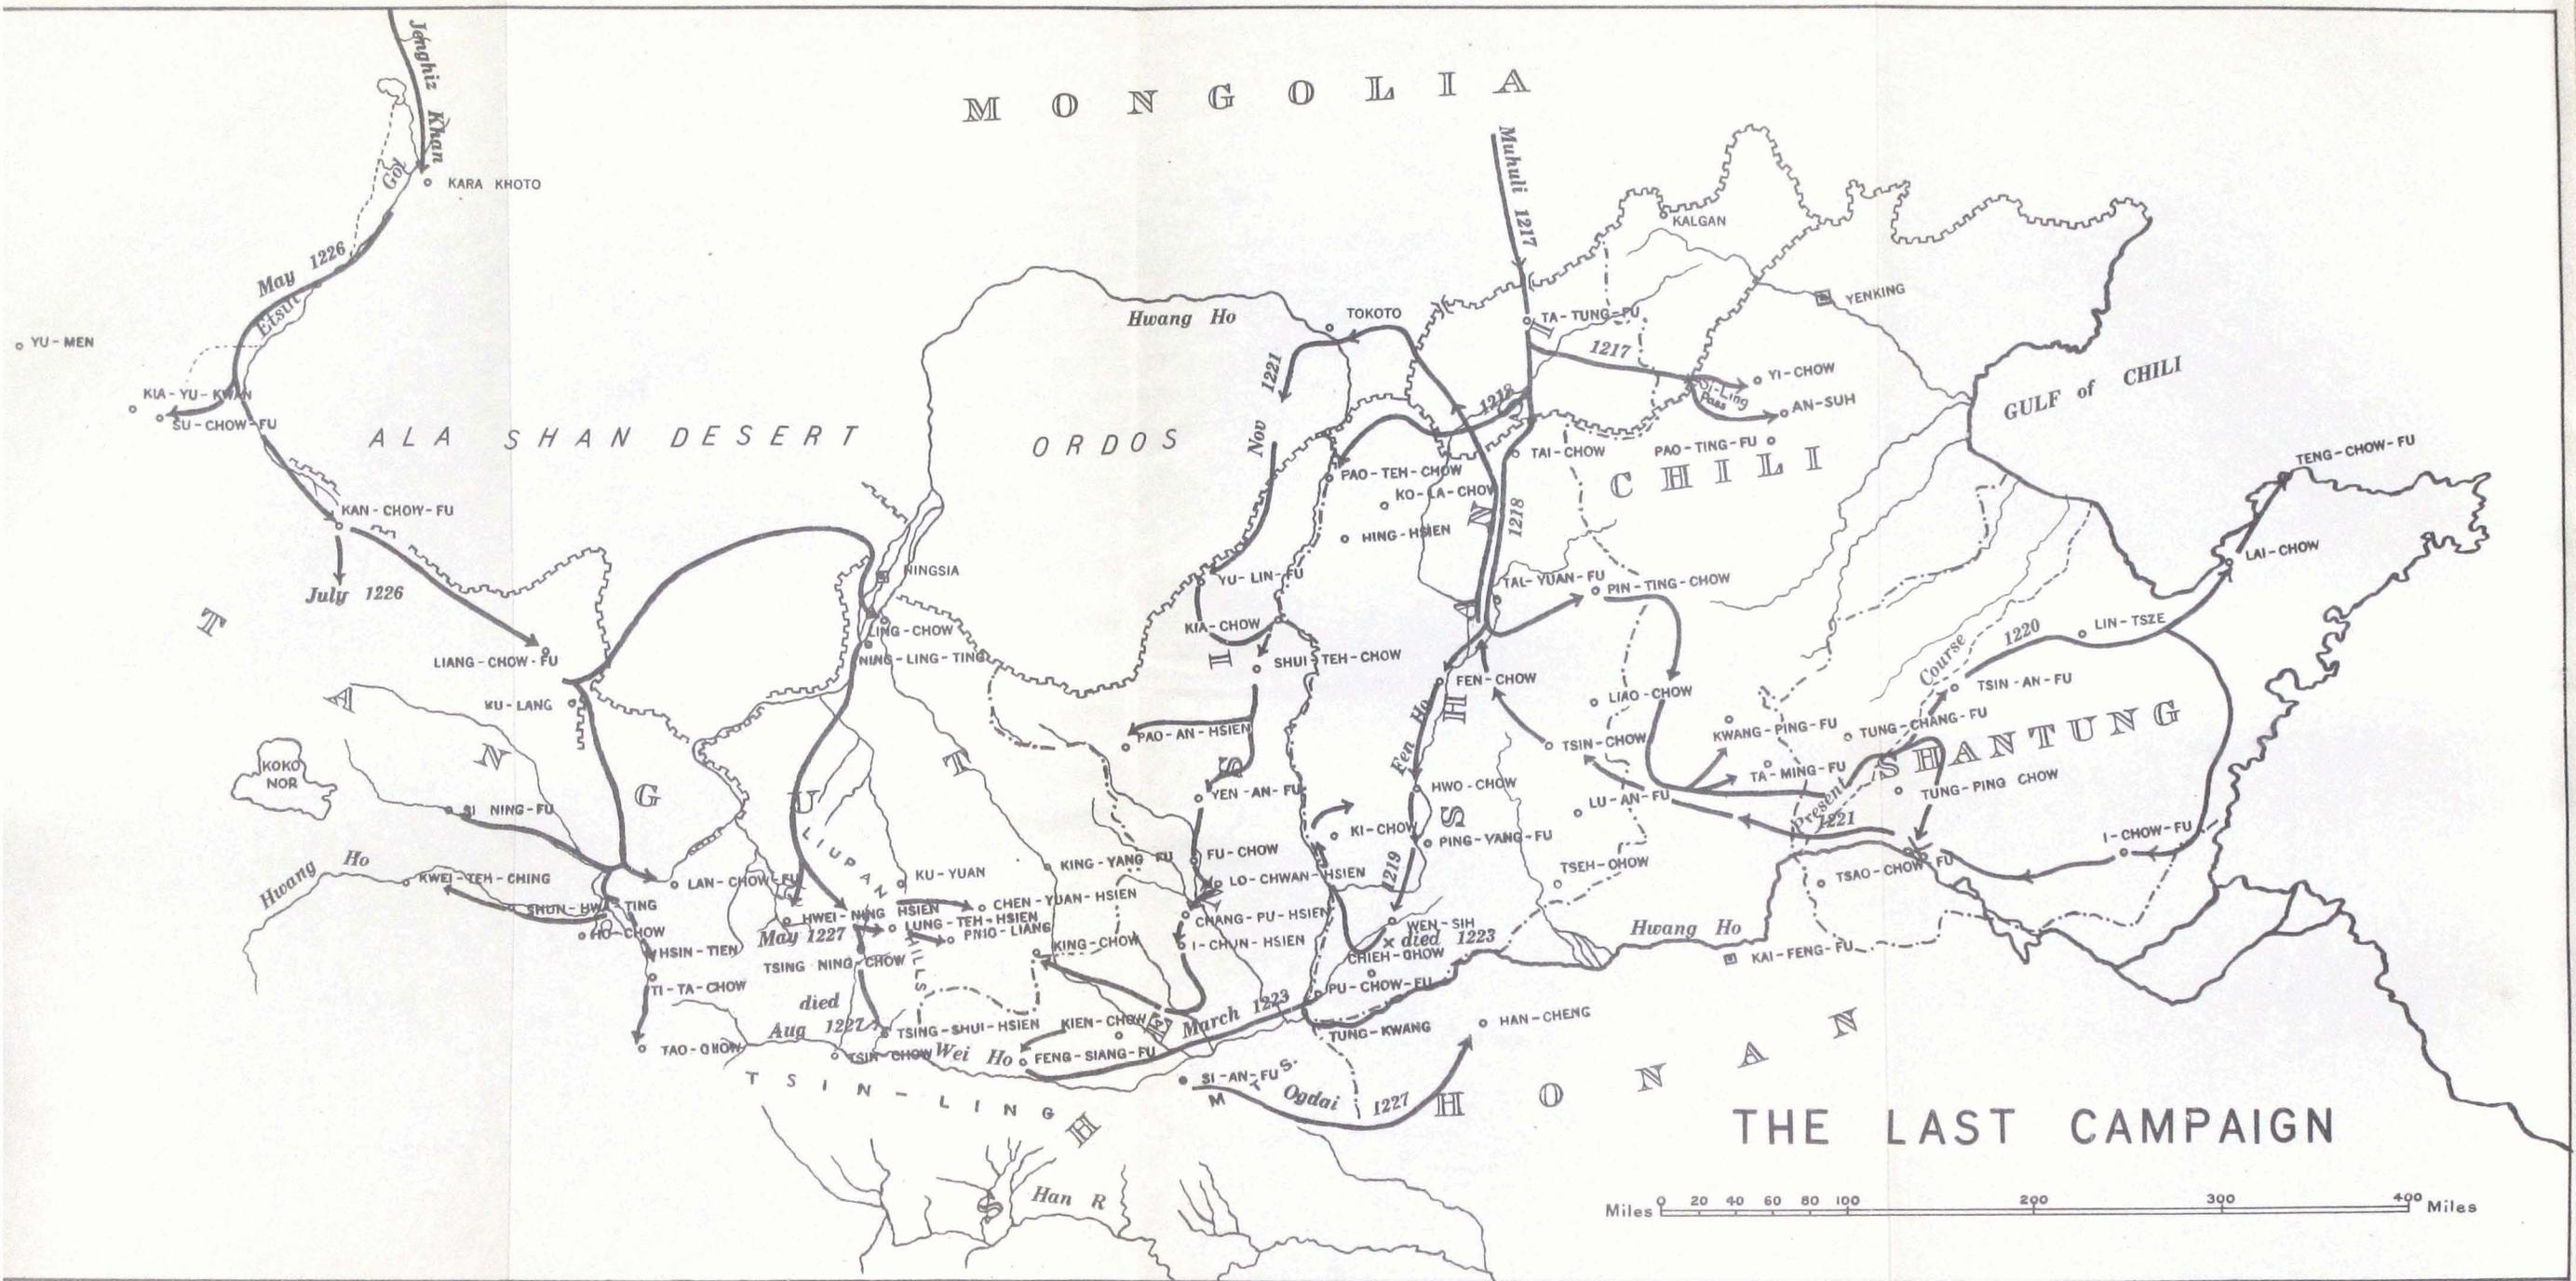 THE LAST CAMPAIGN
MONGOLIA
Jenghiz Khan
Gol
KARA KHOTO
May 1226
Etsin
YU-MEN
KIA-YU-KWAN
SU-CHOW-FU
ALA SHAN DESERT
KAN-CHOW-FU
July 1226
LIANG-CHOW-FU
KU-LANG
TANGUT
KOKO
NOR
SI NING-FU
Hwang Ho
KWEI-TEH-CHING
SHUN-HWA-TING
HO-CHOW
HSIN-TIEN
TI-TA-CHOW
TAO-CHOW
LAN-CHOW-FU
NINGSIA
LING-CHOW
NING-LING-TING
ORDOS
Hwang Ho
TOKOTO
Nov 1221
Muhuli 1217
KALGAN
TA-TUNG-FU
YENKING
1217
YI-CHOW
Si-Ling
Pass
AN-SUH
PAO-TING-FU
CHILI
GULF of CHILI
1218
TAI-CHOW
PAO-TEH-CHOW
KO-LA-CHOW
HING-HSIEN
1218
YU-LIN-FU
KIA-CHOW
SHUI-TEH-CHOW
TAL-YUAN-FU
PIN-TING-CHOW
FEN-CHOW
LIAO-CHOW
SHANSI
Fen Ho
TSIN-CHOW
KWANG-PING-FU
TUNG-CHANG-FU
TA-MING-FU
LU-AN-FU
HWO-CHOW
PING-YANG-FU
KI-CHOW
TSEH-CHOW
1219
WEN-SIH
x died 1223
CHIEH-CHOW
PU-CHOW-FU
TUNG-KWANG
TENG-CHOW-FU
LAI-CHOW
LIN-TSZE
1220
TSIN-AN-FU
SHANTUNG
TUNG-PING CHOW
Present Course
1221
TSAO-CHOW FU
I-CHOW-FU
Hwang Ho
KAI-FENG-FU
HONAN
PAO-AN-HSIEN
YEN-AN-FU
FU-CHOW
LO-CHWAN-HSIEN
CHANG-PU-HSIEN
I-CHUN-HSIEN
KING-YANG FU
KU-YUAN
CHEN-YUAN-HSIEN
LIUPAN HILLS
HWEI-NING HSIEN
LUNG-TEH-HSIEN
PNIO-LIANG
May 1227
TSING NING-CHOW
KING-CHOW
died
Aug 1227
TSING-SHUI-HSIEN
TSIN CHOW
Wei Ho
KIEN-CHOW
FENG-SIANG-FU
March 1223
SI-AN-FU
HAN-CHENG
Ogdai 1227
TSIN-LING MTS.
SHENSI
Han R
Miles 0 20 40 60 80 100 200 300 400 Miles